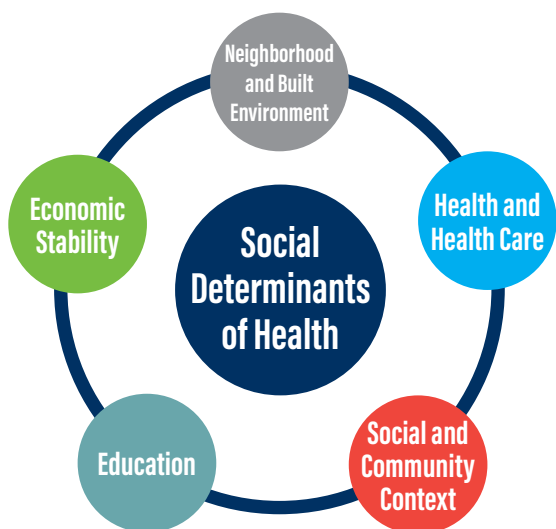 Neighborhood
and Built
Environment
Economic
Stability
Health and
Health Care
Social
Determinants
of Health
Education
Social and
Community
Context